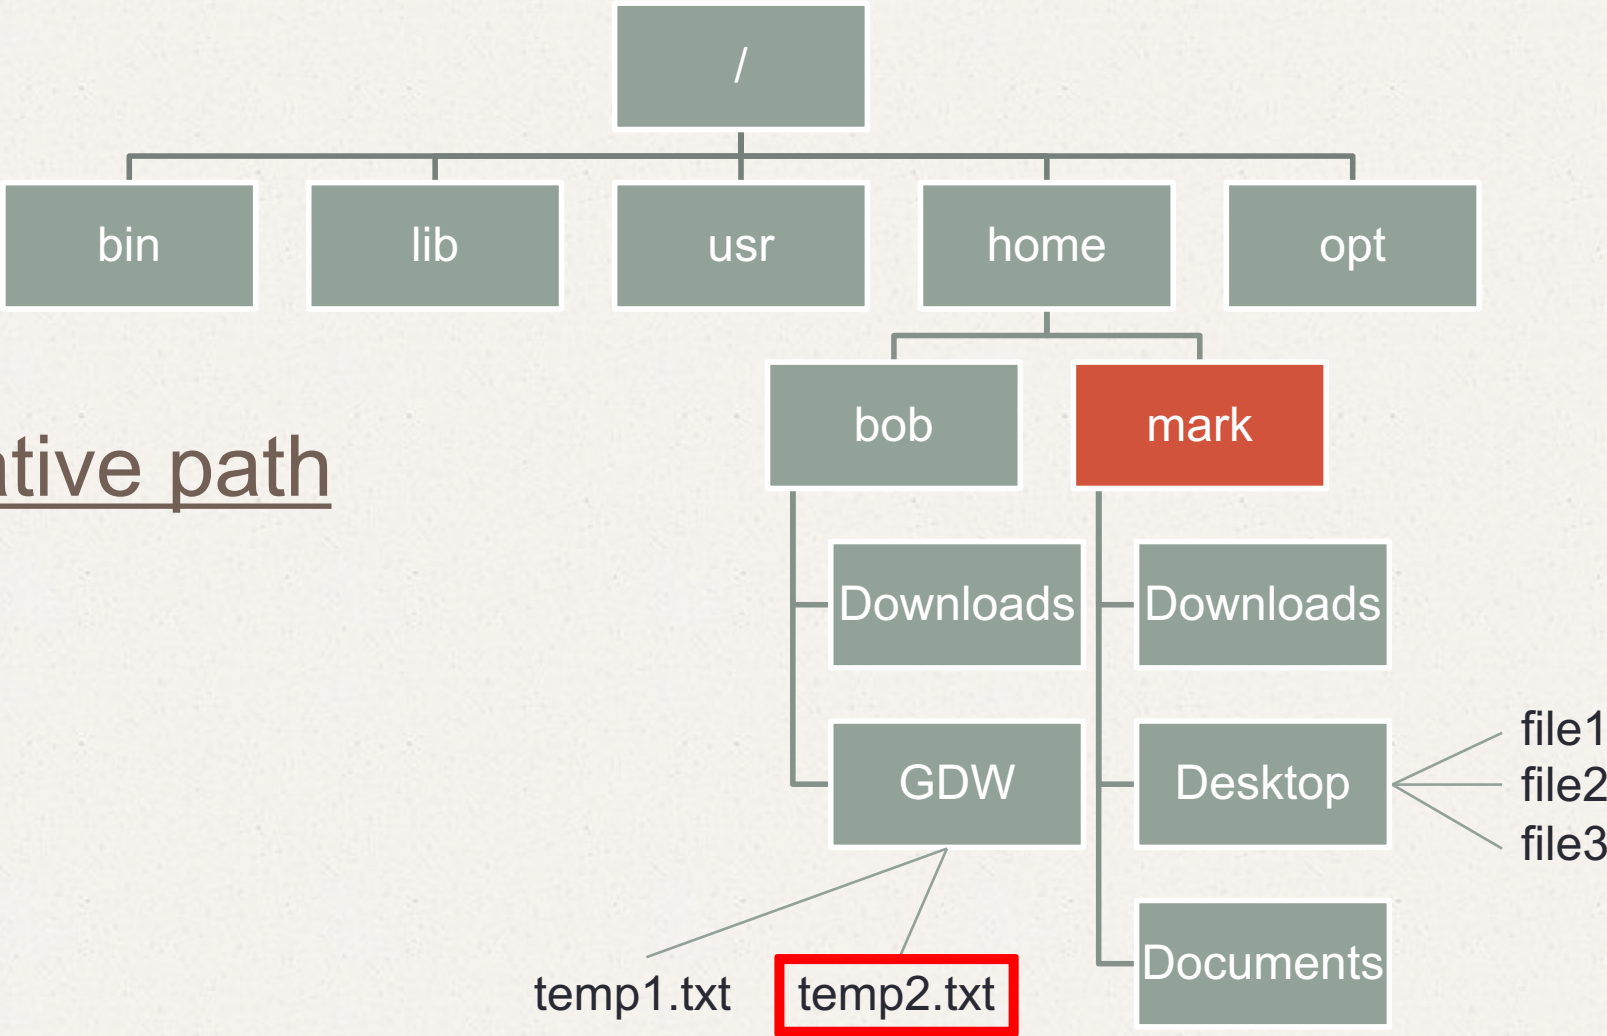 /
bin
lib
usr
home
opt
bob
mark
ative path
Downloads
Downloads
GDW
Desktop
file1
file2
file3
Documents
temp1.txt
temp2.txt